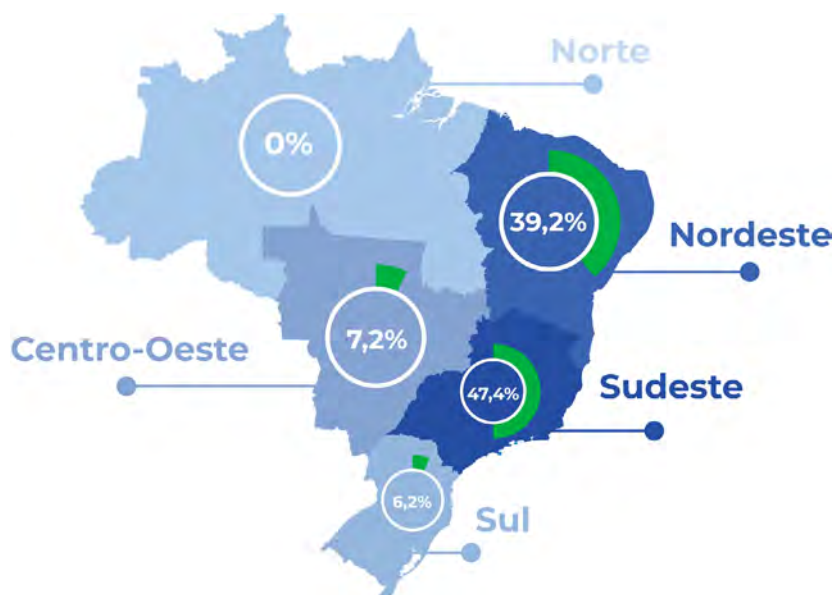 Norte
0%
39,2%
Nordeste
7,2%
Centro-Oeste
47,4%
Sudeste
6,2%
Sul